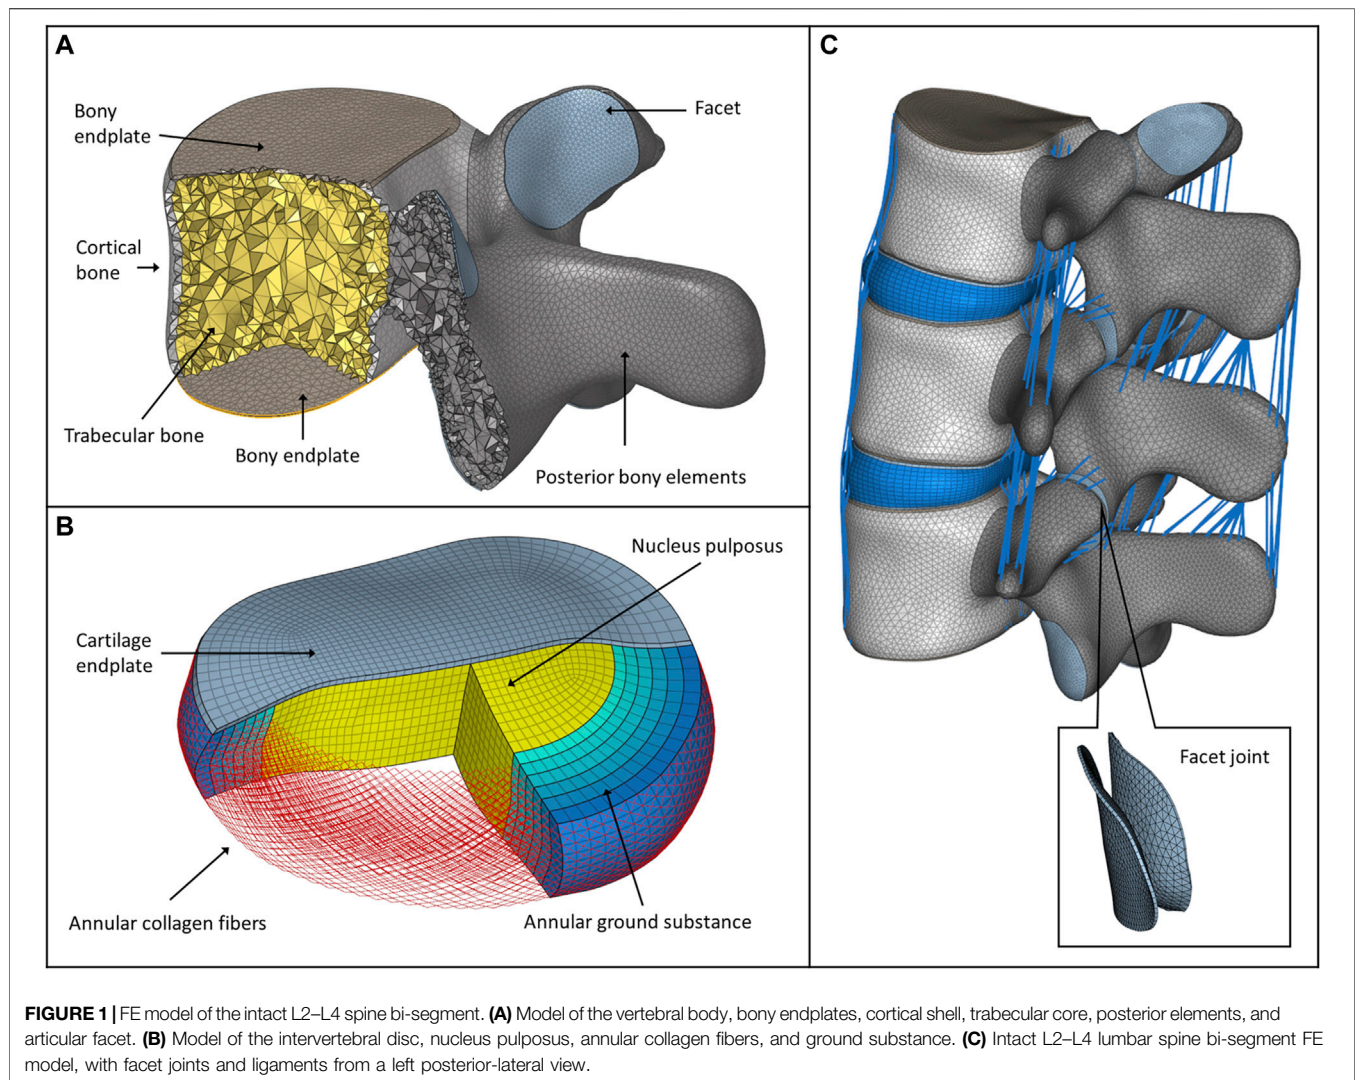 A
Bony
endplate
Facet
Cortical
bone
Trabecular bone
Bony endplate
Posterior bony elements
B
Nucleus pulposus
Cartilage
endplate
Annular collagen fibers
Annular ground substance
C
Facet joint
FIGURE 1 | FE model of the intact L2–L4 spine bi-segment. (A) Model of the vertebral body, bony endplates, cortical shell, trabecular core, posterior elements, and
articular facet. (B) Model of the intervertebral disc, nucleus pulposus, annular collagen fibers, and ground substance. (C) Intact L2–L4 lumbar spine bi-segment FE
model, with facet joints and ligaments from a left posterior-lateral view.